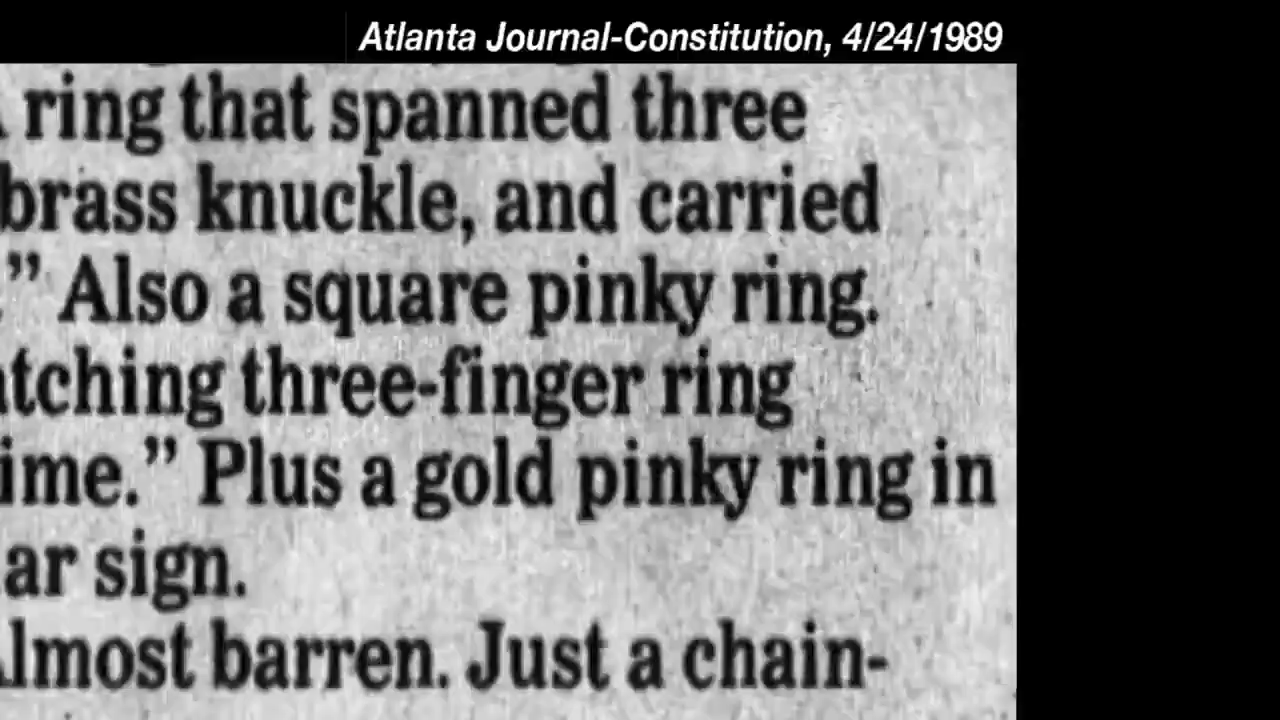 Atlanta Journal-Constitution, 4/24/1989
ring that spanned three
brass knuckle, and carried
.” Also a square pinky ring.
atching three-finger ring
ime.” Plus a gold pinky ring in
ar sign.
lmost barren. Just a chain-